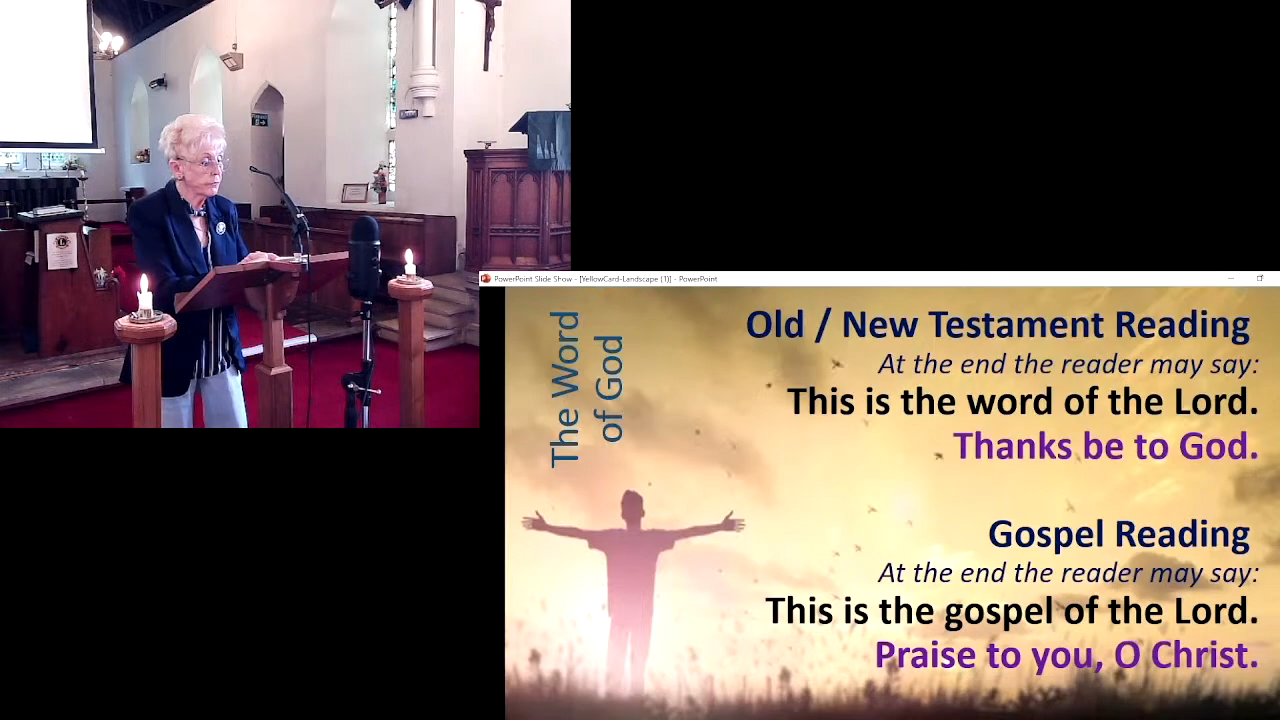 PowerPoint Slide Show - [YellowCard-Landscape (1)] - PowerPoint
The Word
of God
Old / New Testament Reading
At the end the reader may say:
This is the word of the Lord.
Thanks be to God.
Gospel Reading
At the end the reader may say:
This is the gospel of the Lord.
Praise to you, O Christ.